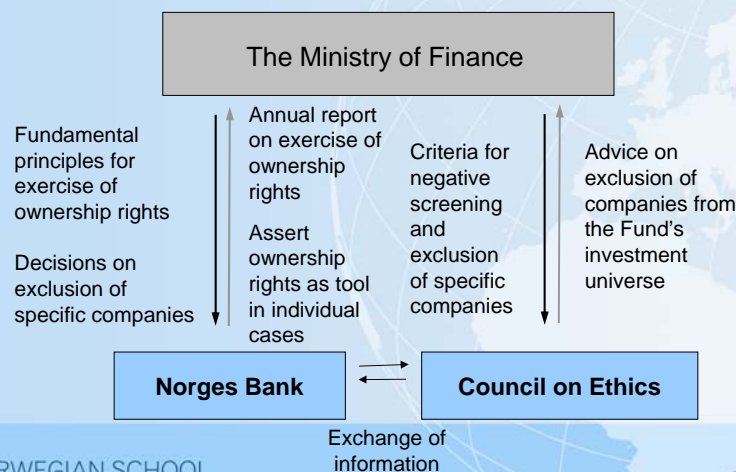 The Ministry of Finance
Fundamental
principles for
exercise of
ownership rights
Decisions on
exclusion of
specific companies
Annual report
on exercise of
ownership
rights
Assert
ownership
rights as tool
in individual
cases
Criteria for
negative
screening
and
exclusion
of specific
companies
Advice on
exclusion of
companies from
the Fund's
investment
universe
Norges Bank
Council on Ethics
Exchange of
information
RWEGIAN SCHOOL